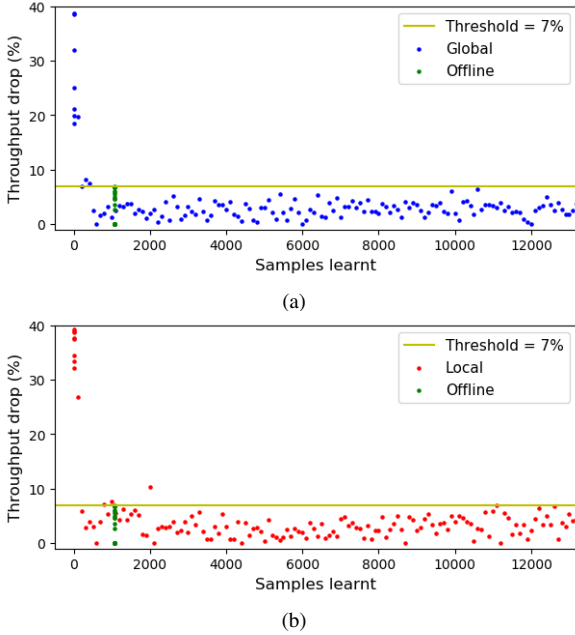 40
30
20
10
0
Throughput drop (%)
Threshold = 7%
Global
Offline
0 2000 4000 6000 8000 10000 12000
Samples learnt
(a)
40
30
20
10
0
Throughput drop (%)
Threshold = 7%
Local
Offline
0 2000 4000 6000 8000 10000 12000
Samples learnt
(b)